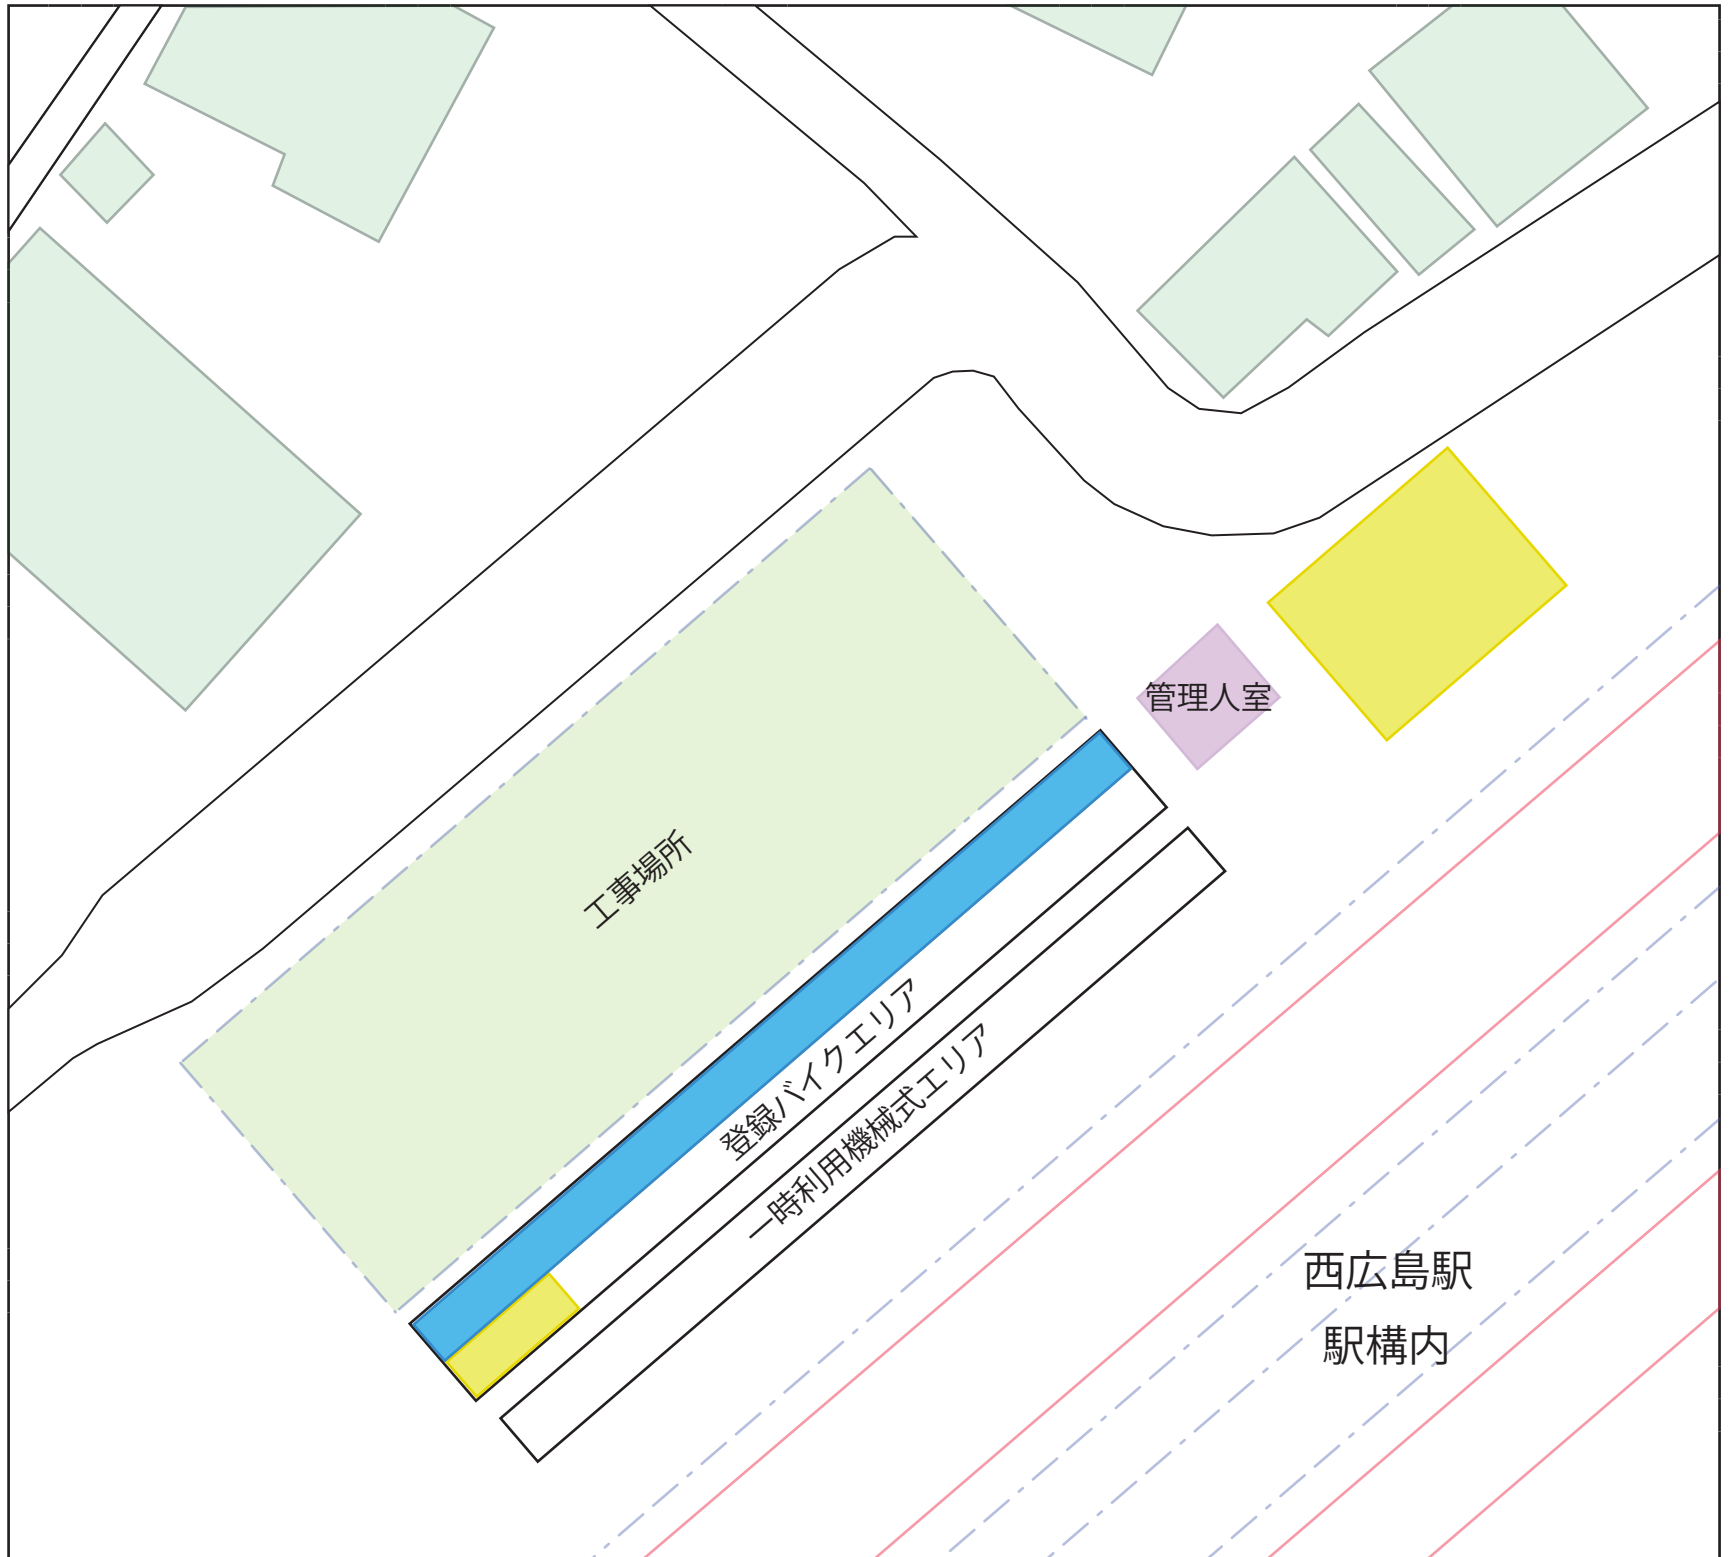 管理人室
工事場所
登録バイクエリア
一時利用機械式エリア
西広島駅
駅構内